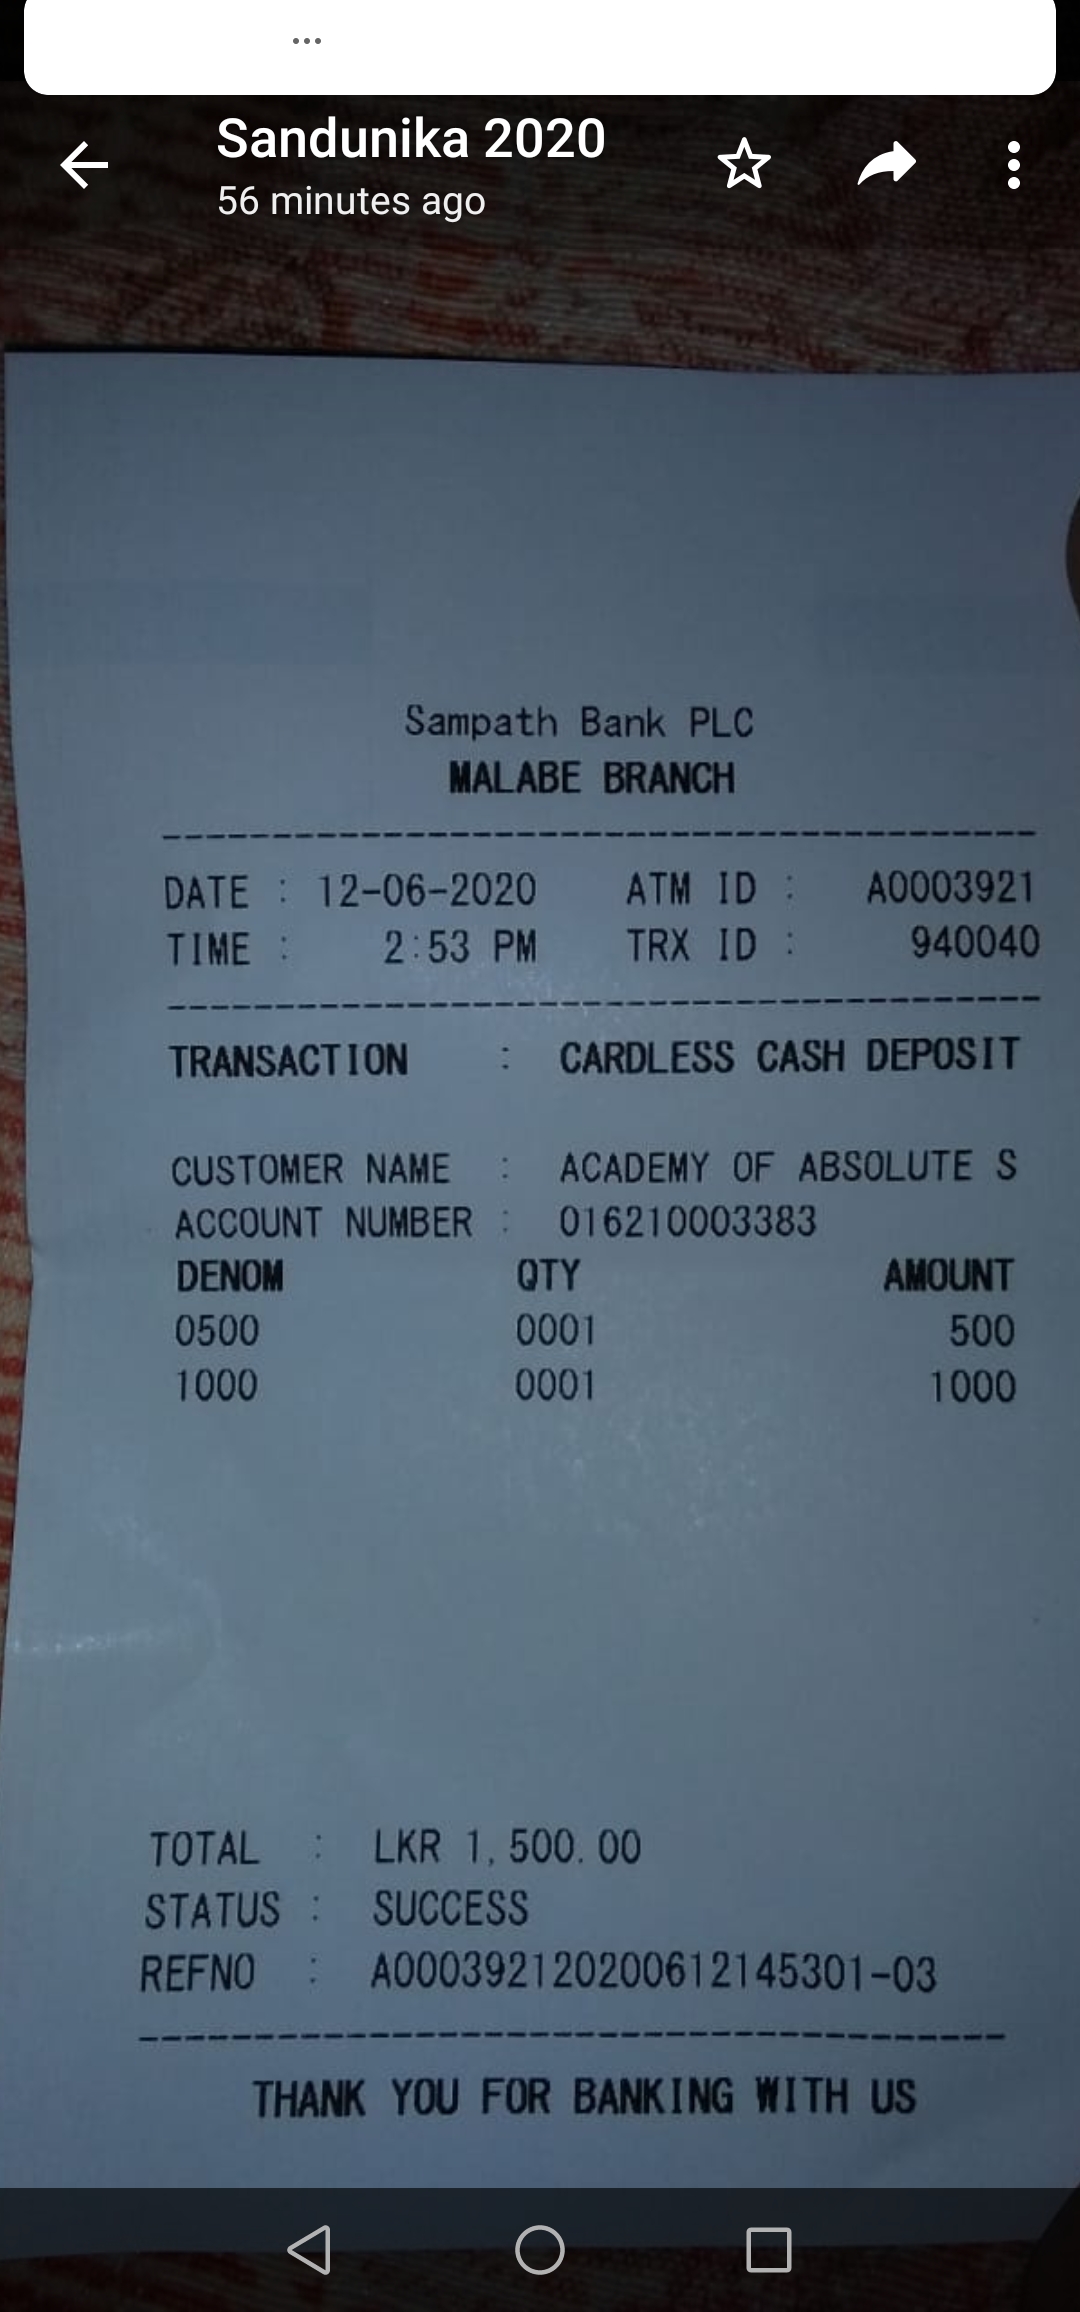 ...
Sandunika 2020
56 minutes ago
Sampath Bank PLC
MALABE BRANCH
----------------------------------------
DATE : 12-06-2020 ATM ID : A0003921
TIME : 2:53 PM TRX ID : 940040
----------------------------------------
TRANSACTION : CARDLESS CASH DEPOSIT
CUSTOMER NAME : ACADEMY OF ABSOLUTE S
ACCOUNT NUMBER : 016210003383
DENOM QTY AMOUNT
0500 0001 500
1000 0001 1000
TOTAL : LKR 1,500.00
STATUS : SUCCESS
REFNO : A000392120200612145301-03
----------------------------------------
THANK YOU FOR BANKING WITH US